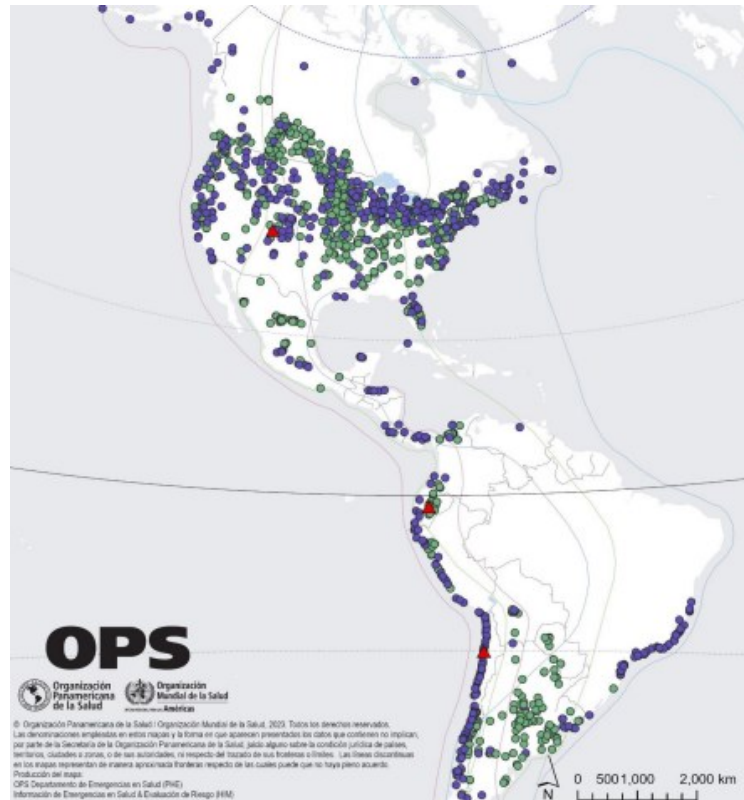 OPS
Organización
Panamericana
de la Salud
Organización
Mundial de la Salud
Américas
© Organización Panamericana de la Salud / Organización Mundial de la Salud, 2023. Todos los derechos reservados.
Las denominaciones empleadas en estos mapas y la forma en que aparecen presentados los datos que contienen no implican,
por parte de la Secretaría de la Organización Panamericana de la Salud, juicio alguno sobre la condición jurídica de países,
territorios, ciudades o zonas, o de sus autoridades, ni respecto del trazado de sus fronteras o límites. Las líneas discontinuas
en los mapas representan de manera aproximada fronteras respecto de las cuales puede que no haya pleno acuerdo.
Producción del mapa:
OPS Departamento de Emergencias en Salud (PHE)
Información de Emergencias en Salud & Evaluación de Riesgo (HIM)
N
0 500 1,000 2,000 km